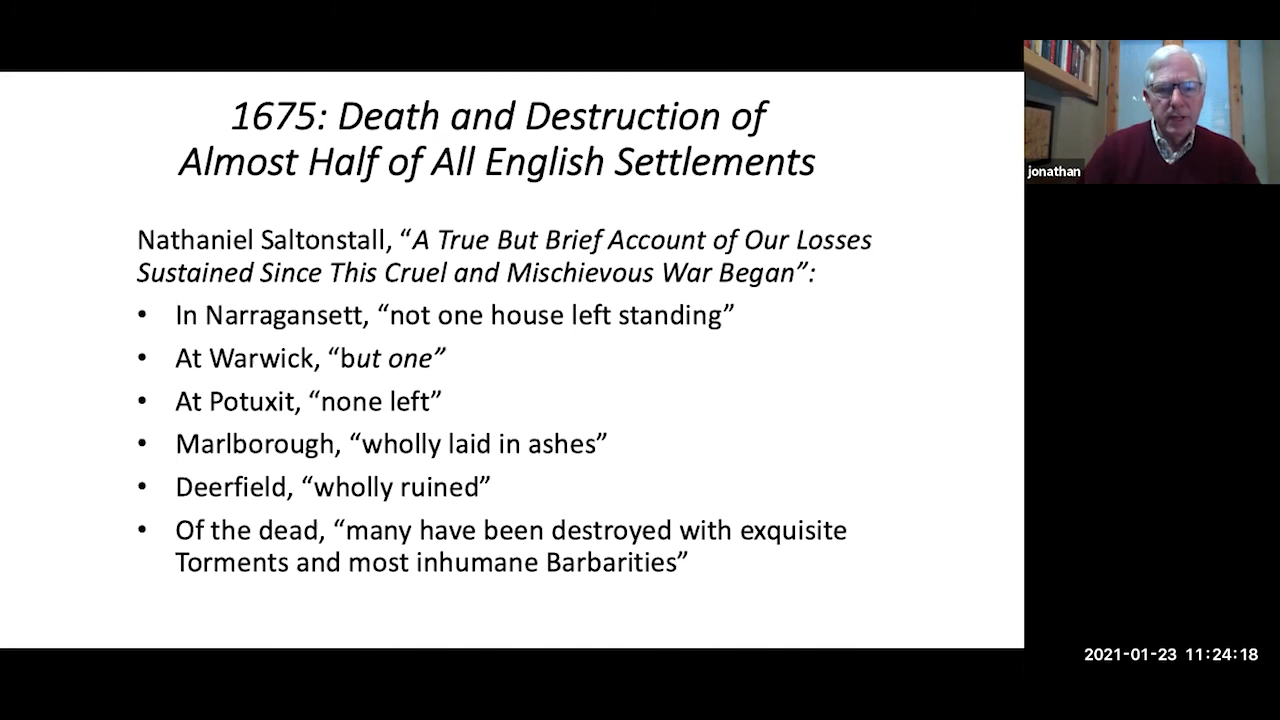 1675: Death and Destruction of
Almost Half of All English Settlements
Nathaniel Saltonstall, “A True But Brief Account of Our Losses
Sustained Since This Cruel and Mischievous War Began”:
• In Narragansett, “not one house left standing”
• At Warwick, “but one”
• At Potuxit, “none left”
• Marlborough, “wholly laid in ashes”
• Deerfield, “wholly ruined”
• Of the dead, “many have been destroyed with exquisite
Torments and most inhumane Barbarities”
jonathan
2021-01-23 11:24:18